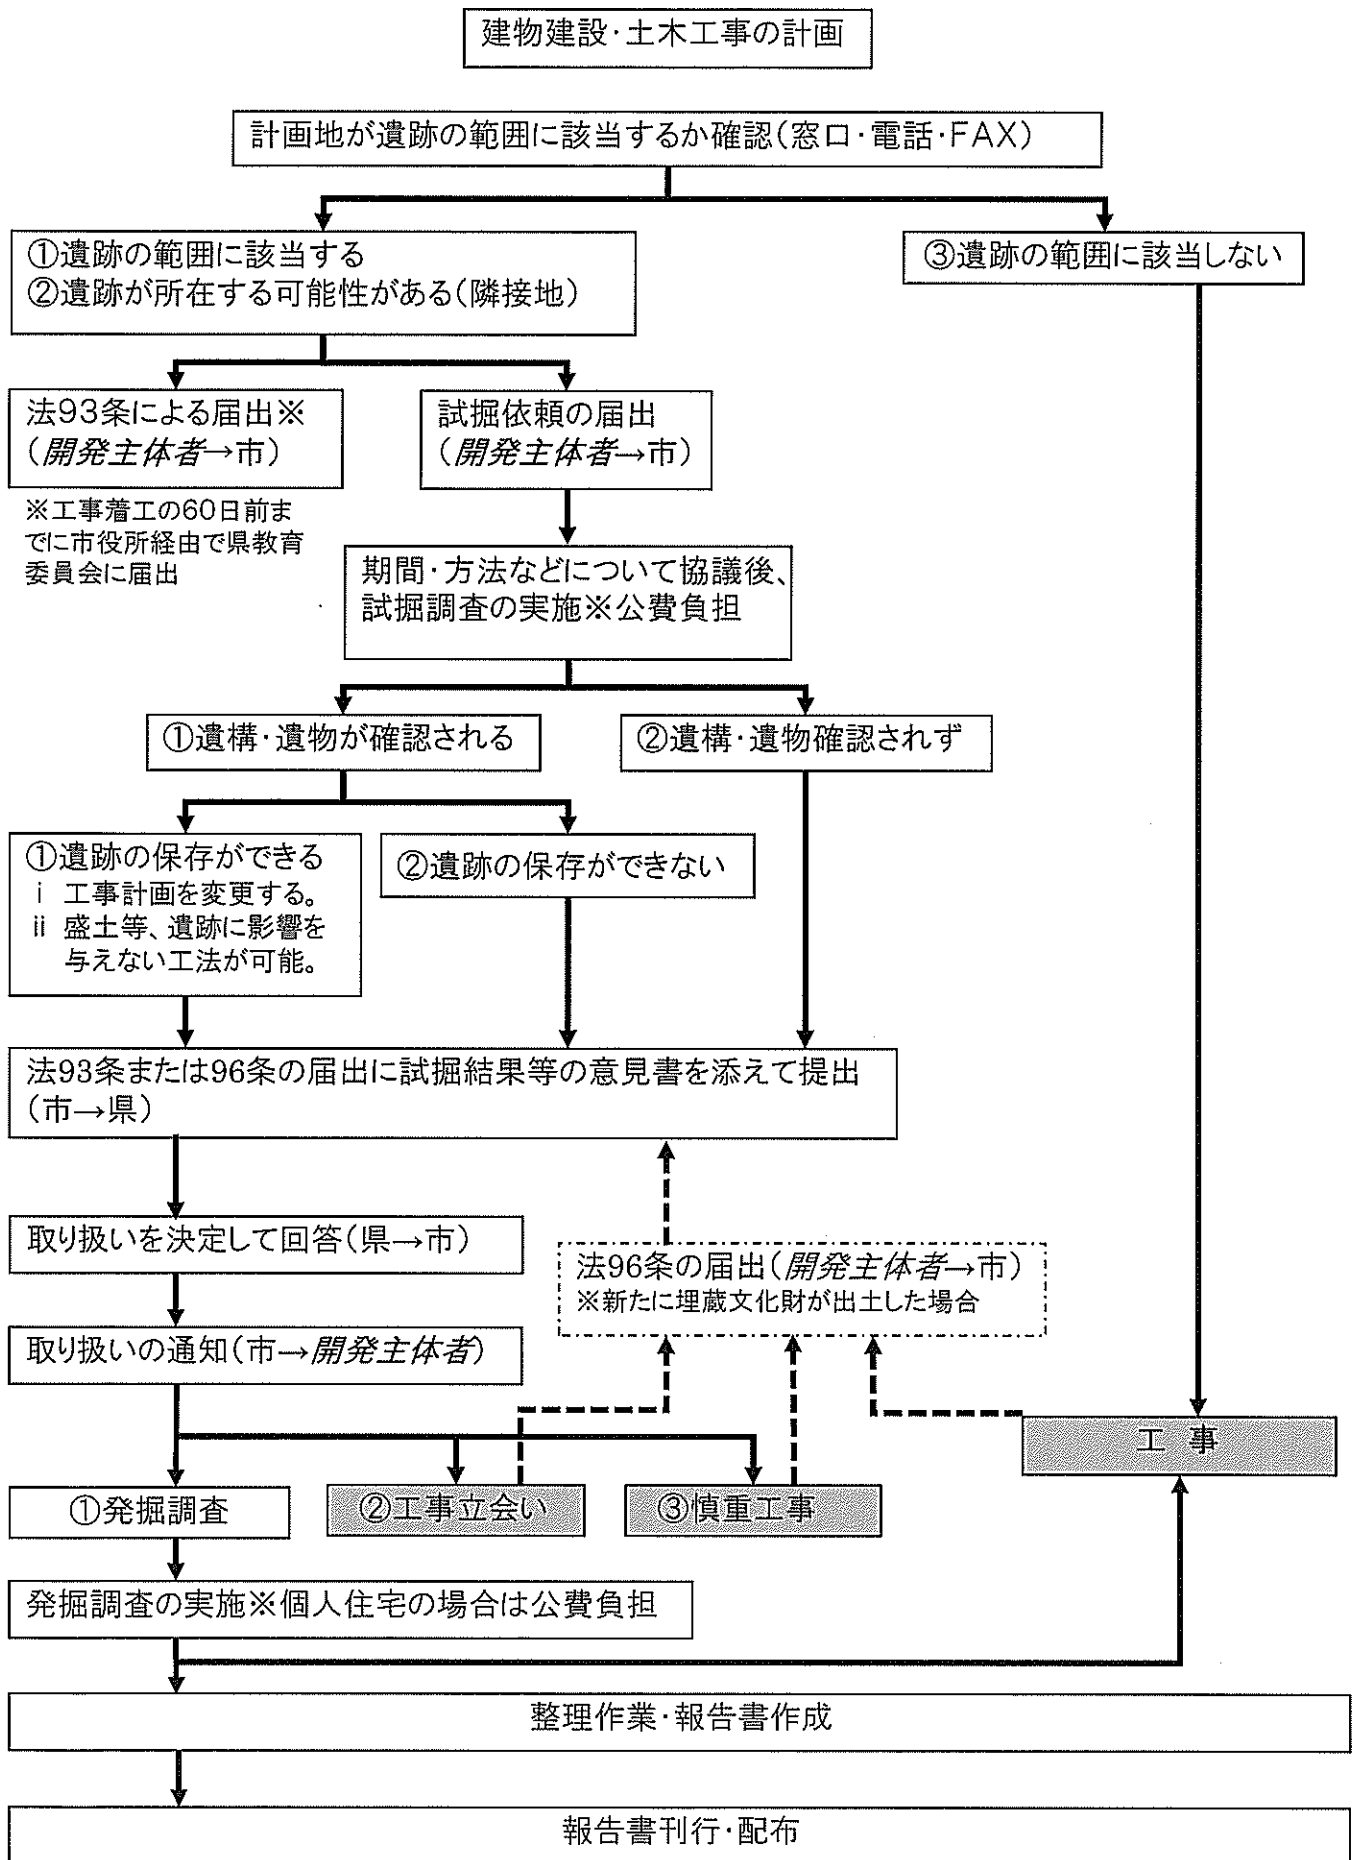 建物建設・土木工事の計画
計画地が遺跡の範囲に該当するか確認(窓口・電話・FAX)
①遺跡の範囲に該当する
②遺跡が所在する可能性がある(隣接地)
③遺跡の範囲に該当しない
法93条による届出※
(開発主体者→市)
※工事着工の60日前ま
でに市役所経由で県教育
委員会に届出
試掘依頼の届出
(開発主体者→市)
期間・方法などについて協議後、
試掘調査の実施※公費負担
①遺構・遺物が確認される
②遺構・遺物確認されず
①遺跡の保存ができる
ⅰ 工事計画を変更する。
ⅱ 盛土等、遺跡に影響を
与えない工法が可能。
②遺跡の保存ができない
法93条または96条の届出に試掘結果等の意見書を添えて提出
(市→県)
取り扱いを決定して回答(県→市)
法96条の届出(開発主体者→市)
※新たに埋蔵文化財が出土した場合
取り扱いの通知(市→開発主体者)
工 事
①発掘調査
②工事立会い
③慎重工事
発掘調査の実施※個人住宅の場合は公費負担
整理作業・報告書作成
報告書刊行・配布